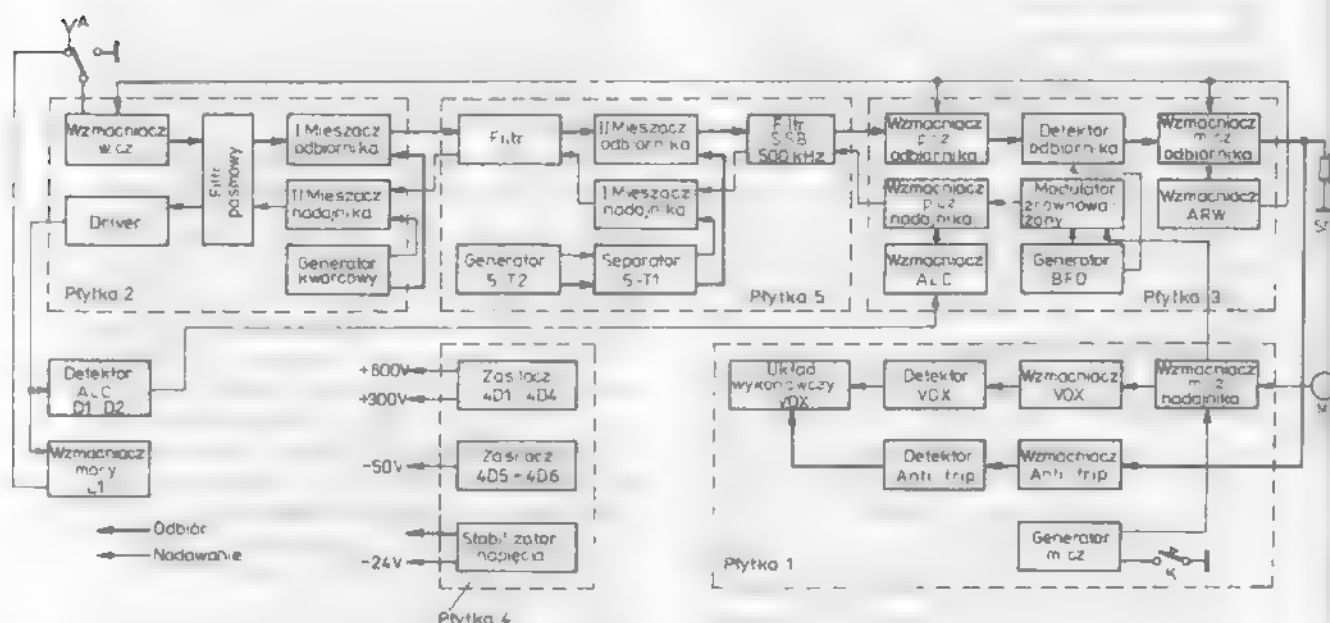 A
Wzmacniacz
w.cz.
Filtr
pasmowy
I Mieszacz
odbiornika
Driver
II Mieszacz
nadajnika
Generator
kwarcowy
Płytka 2
Filtr
II Mieszacz
odbiornika
Filtr
SSB
500 kHz
I Mieszacz
nadajnika
Generator
5-T2
Separator
5-T1
Płytka 5
Wzmacniacz
p.cz.
odbiornika
Detektor
odbiornika
Wzmacniacz
m.cz.
odbiornika
Wzmacniacz
p.cz.
nadajnika
Modulator
zrównowa-
żony
Wzmacniacz
ARW
Wzmacniacz
ALC
Generator
BFO
Płytka 3
Detektor
ALC
D1 D2
Wzmacniacz
mocy
+800V
+300V
Zasilacz
4D1 4D4
-50V
Zasilacz
4D5 ÷ 4D6
Stabilizator
napięcia
-24V
Płytka 4
Odbiór
Nadawanie
Układ
wykonawczy
VOX
Detektor
VOX
Wzmacniacz
VOX
Wzmacniacz
m.cz.
nadajnika
M
Detektor
Anti trip
Wzmacniacz
Anti trip
Generator
m.cz.
K
Płytka 1